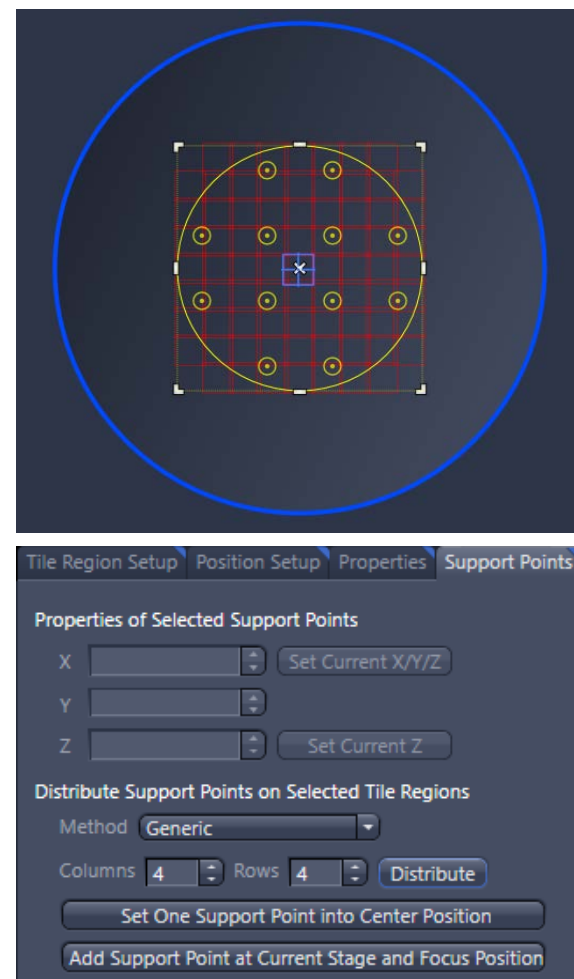 Tile Region Setup Position Setup Properties Support Points
Properties of Selected Support Points
X Set Current X/Y/Z
Y
Z Set Current Z
Distribute Support Points on Selected Tile Regions
Method Generic
Columns 4 Rows 4 Distribute
Set One Support Point into Center Position
Add Support Point at Current Stage and Focus Position